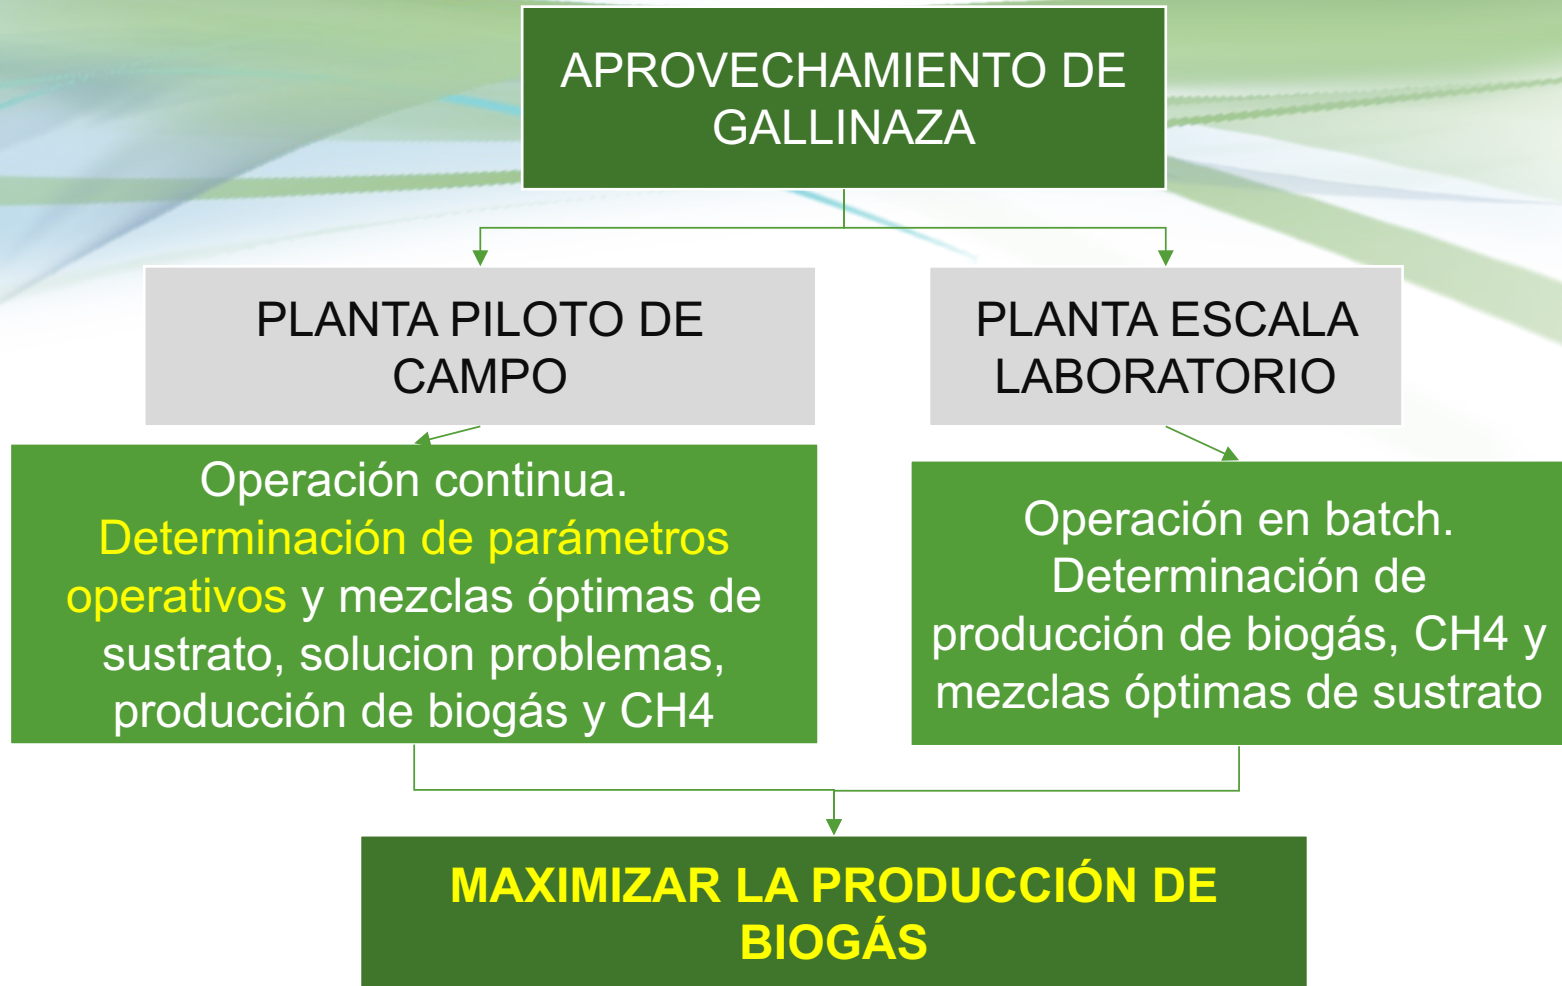 APROVECHAMIENTO DE
GALLINAZA
PLANTA PILOTO DE
CAMPO
PLANTA ESCALA
LABORATORIO
Operación continua.
Determinación de parámetros
operativos y mezclas óptimas de
sustrato, solucion problemas,
producción de biogás y CH4
Operación en batch.
Determinación de
producción de biogás, CH4 y
mezclas óptimas de sustrato
MAXIMIZAR LA PRODUCCIÓN DE
BIOGÁS